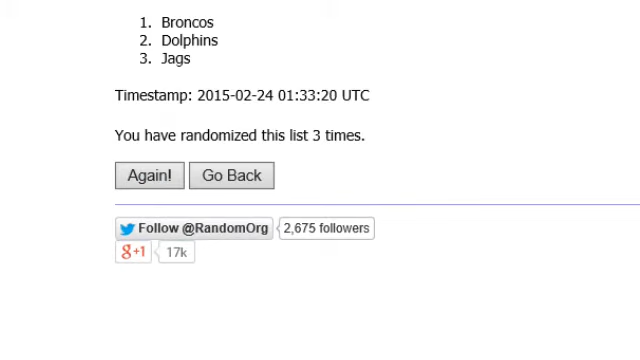 1. Broncos
2. Dolphins
3. Jags
Timestamp: 2015-02-24 01:33:20 UTC
You have randomized this list 3 times.
Again! Go Back
Follow @RandomOrg 2,675 followers
g+1 17k